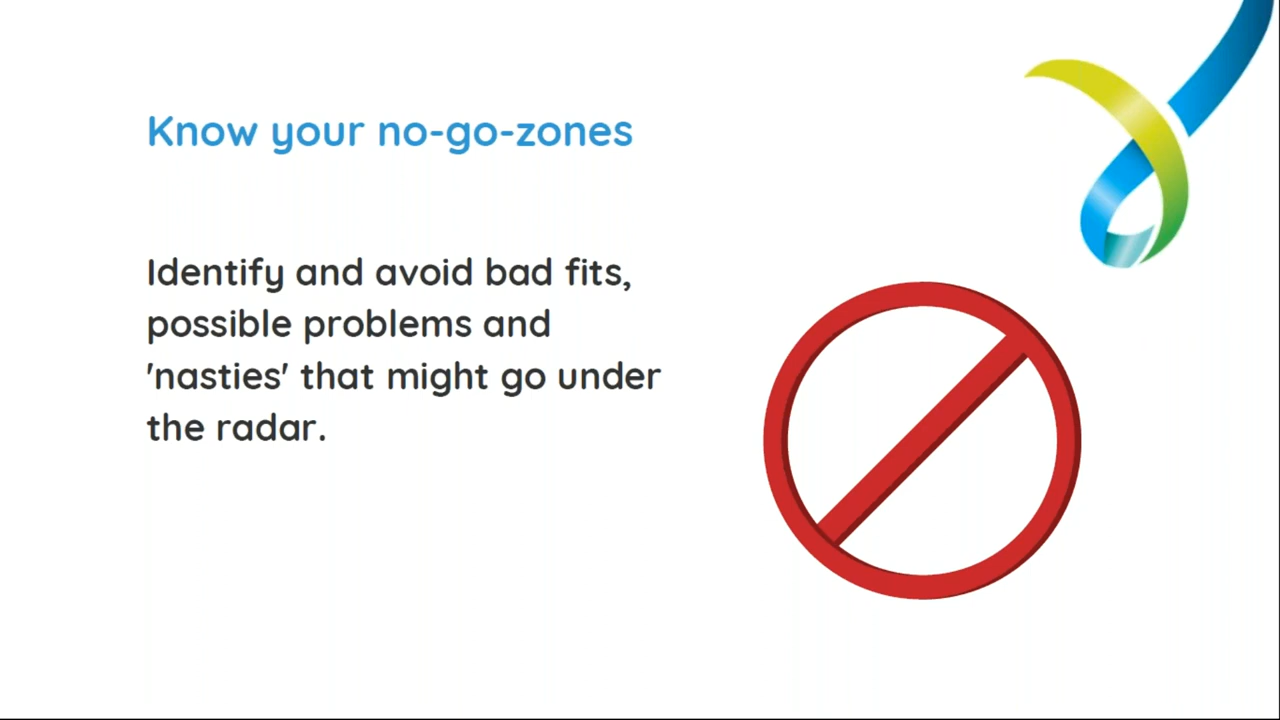 Know your no-go-zones
Identify and avoid bad fits,
possible problems and
'nasties' that might go under
the radar.